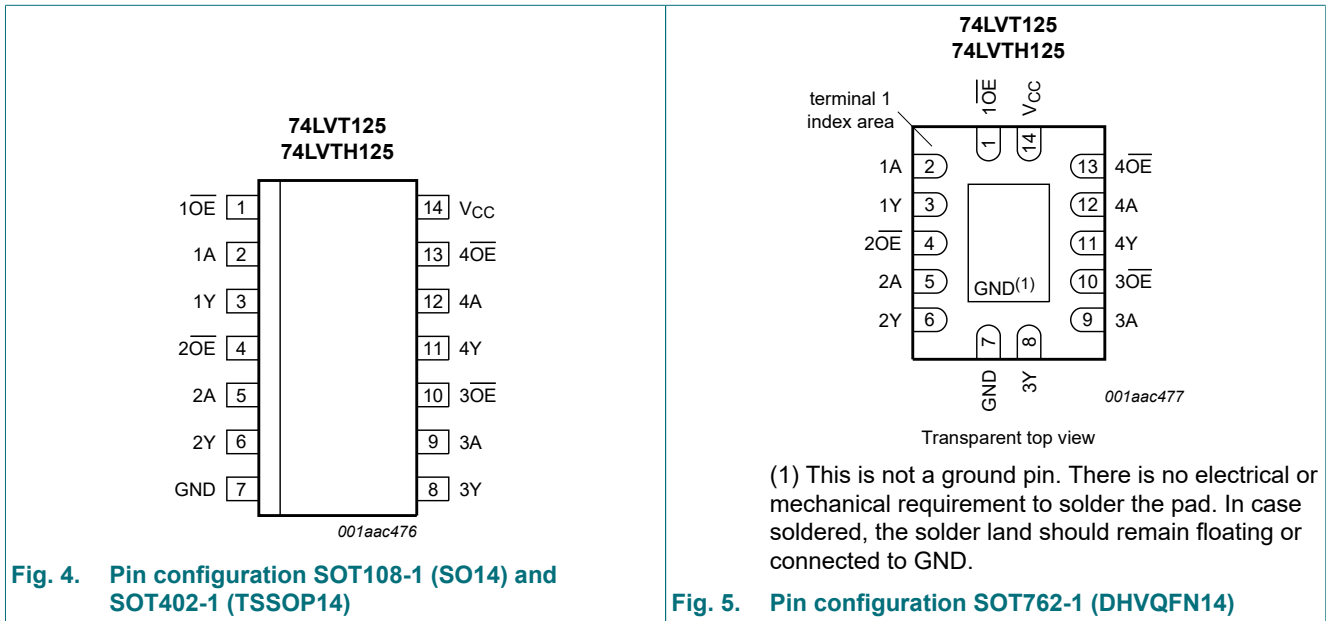 74LVT125
74LVTH125
1OE 1
1A 2
1Y 3
2OE 4
2A 5
2Y 6
GND 7
14 VCC
13 4OE
12 4A
11 4Y
10 3OE
9 3A
8 3Y
001aac476
Fig. 4. Pin configuration SOT108-1 (SO14) and
SOT402-1 (TSSOP14)
74LVT125
74LVTH125
terminal 1
index area
1OE
VCC
1
14
1A 2
1Y 3
2OE 4
2A 5
2Y 6
13 4OE
12 4A
11 4Y
10 3OE
9 3A
GND(1)
7
8
GND
3Y
001aac477
Transparent top view
(1) This is not a ground pin. There is no electrical or
mechanical requirement to solder the pad. In case
soldered, the solder land should remain floating or
connected to GND.
Fig. 5. Pin configuration SOT762-1 (DHVQFN14)